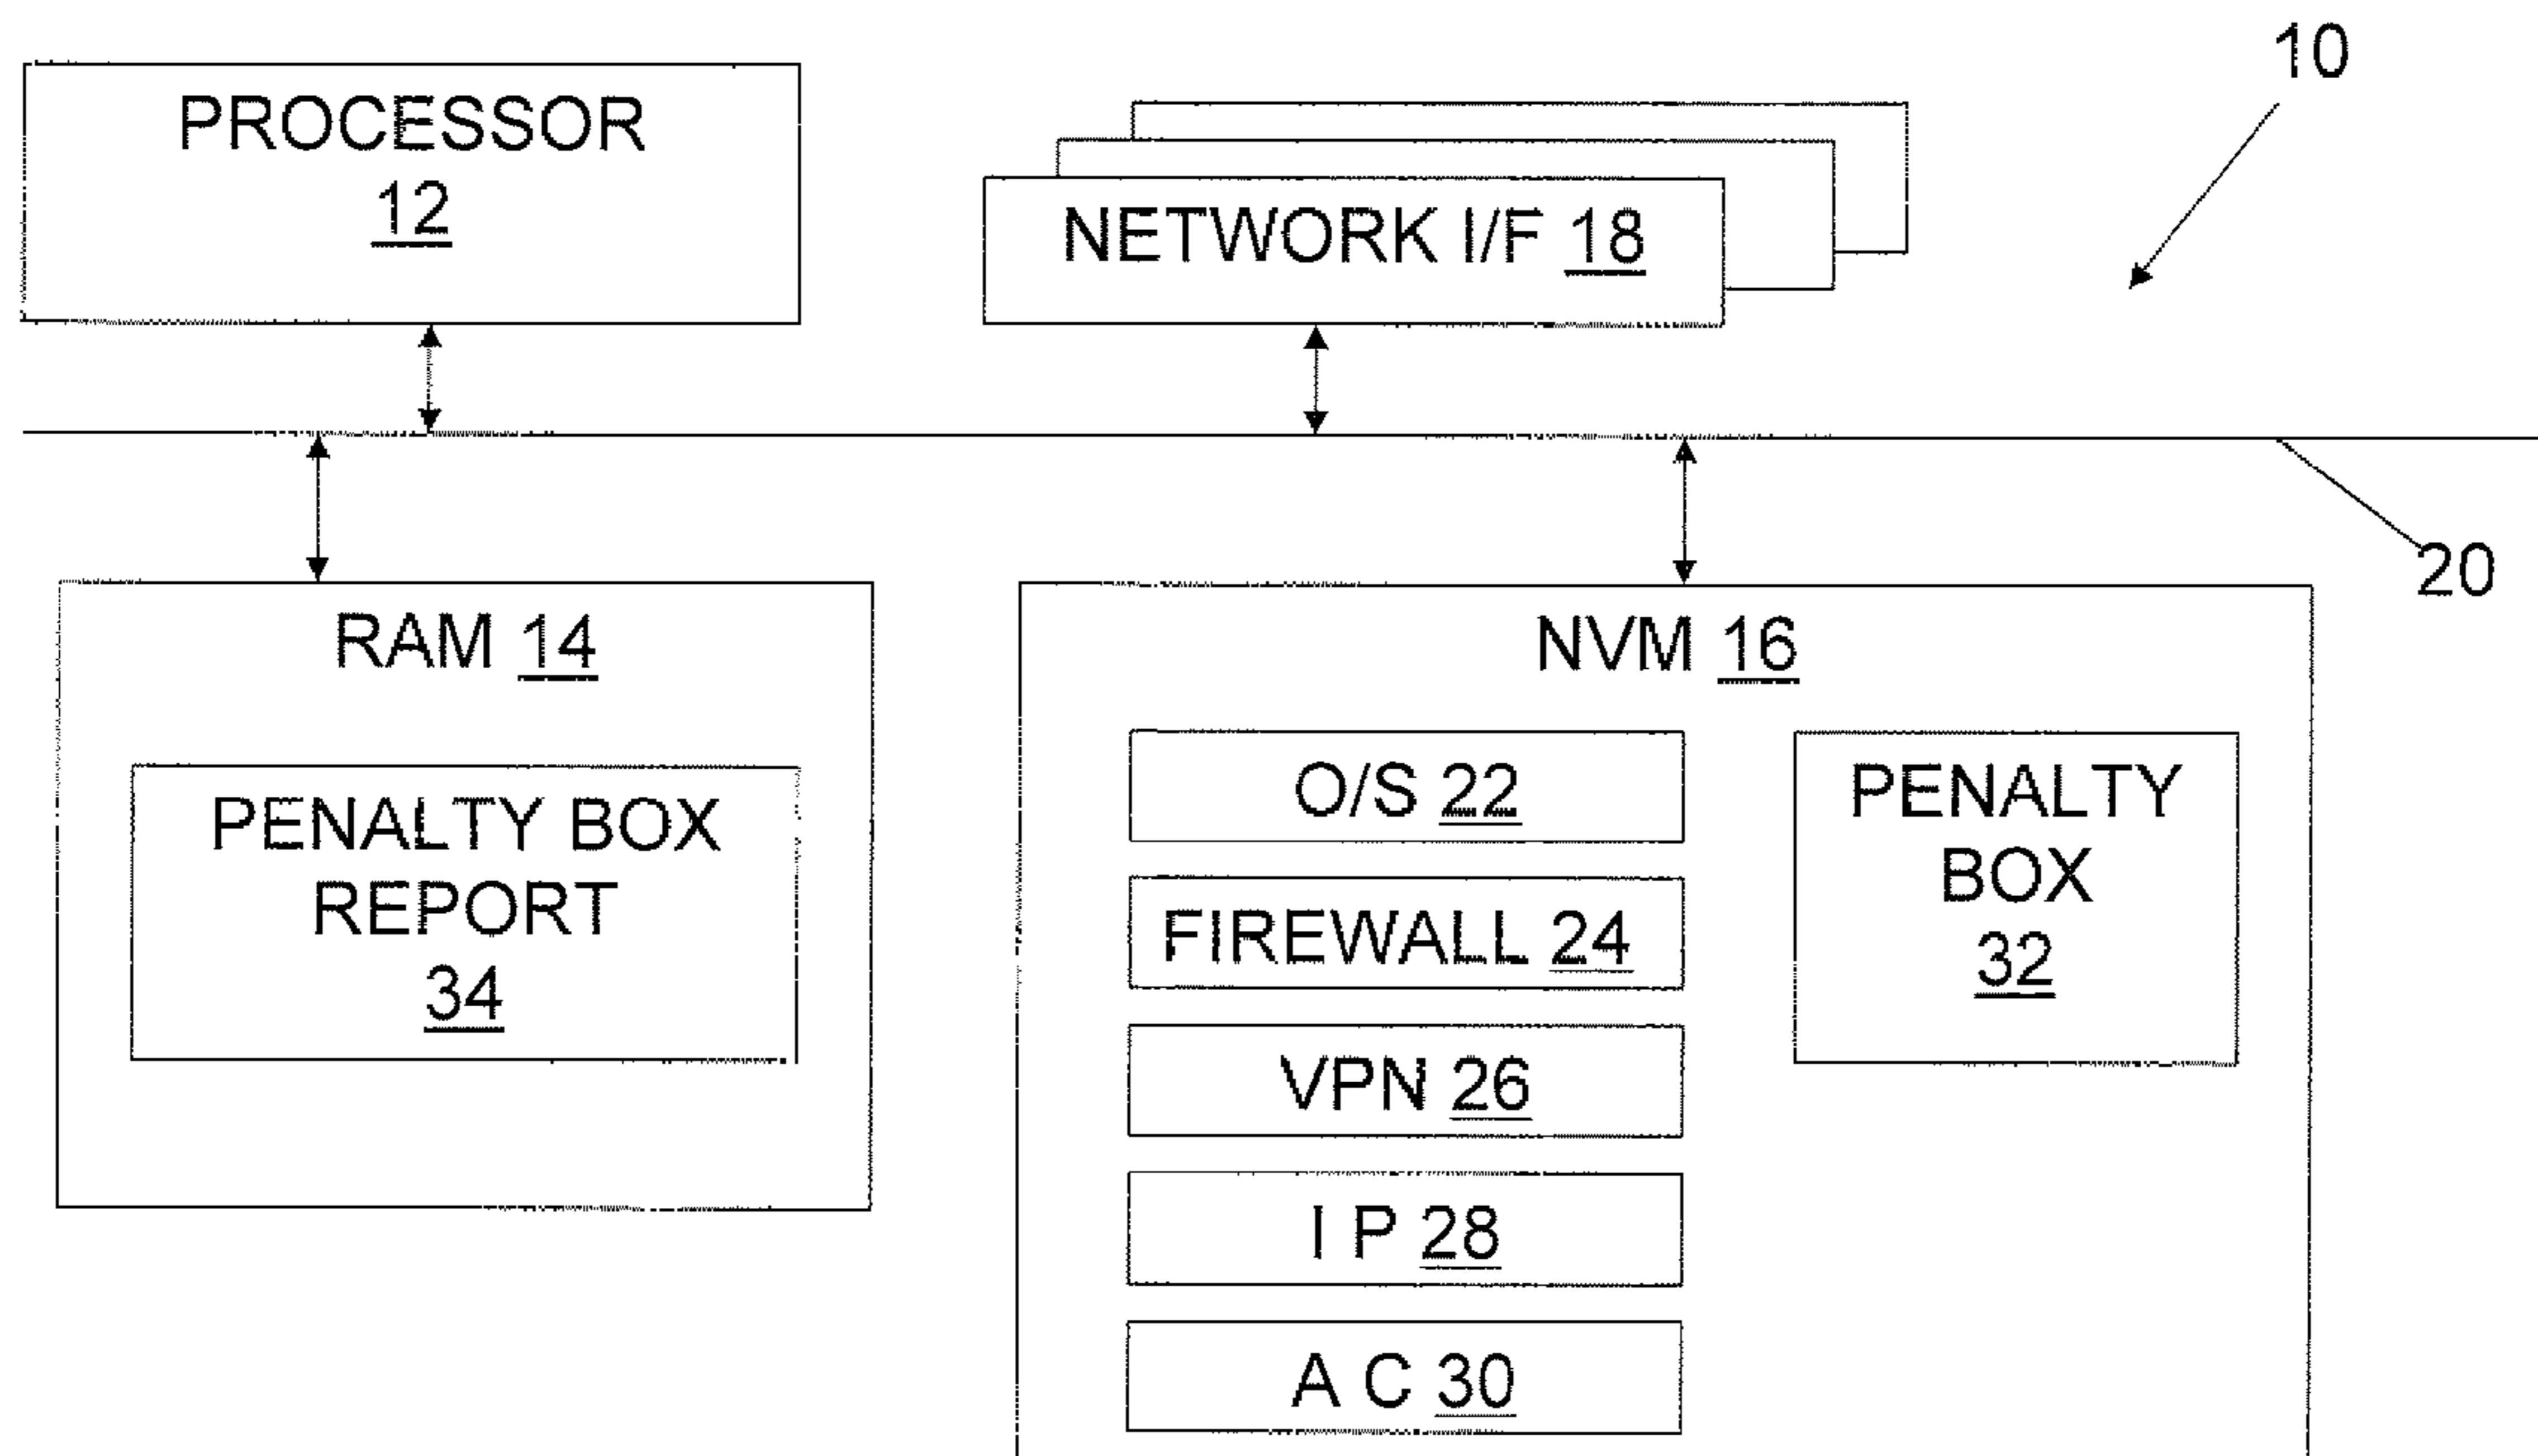 10
PROCESSOR
12
NETWORK I/F 18
20
RAM 14
PENALTY BOX
REPORT
34
NVM 16
O/S 22
FIREWALL 24
VPN 26
I P 28
A C 30
PENALTY
BOX
32